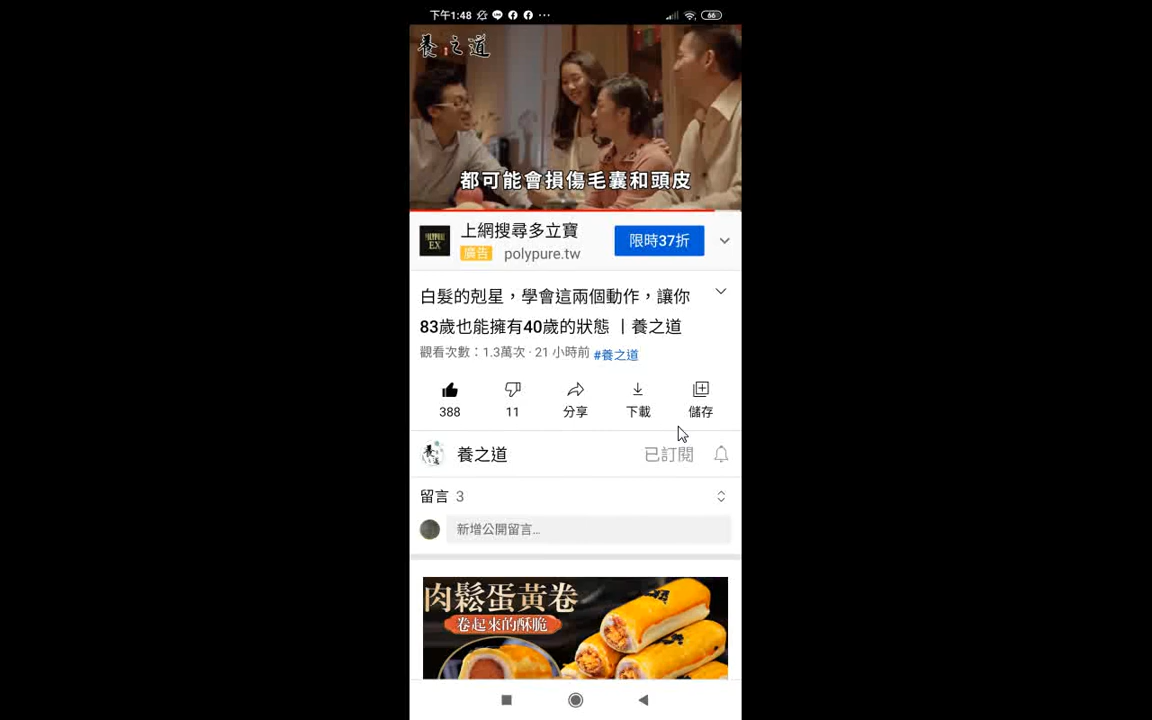 下午1:48
66
養之道
都可能會損傷毛囊和頭皮
POLYPURE
EX
上網搜尋多立寶
廣告 polypure.tw
限時37折
白髮的剋星，學會這兩個動作，讓你
83歲也能擁有40歲的狀態 丨養之道
觀看次數：1.3萬次 · 21 小時前 #養之道
388
11
分享
下載
儲存
養之道
已訂閱
留言 3
新增公開留言...
肉鬆蛋黃卷
卷起來的酥脆